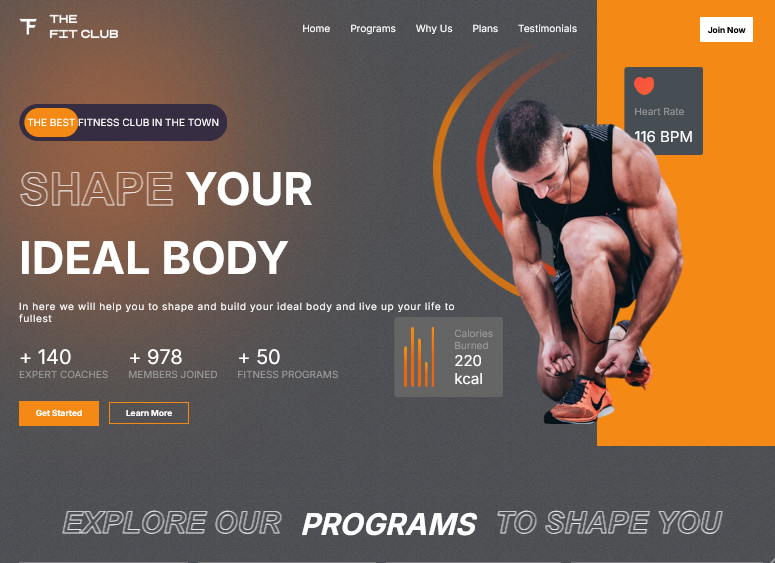 THE
FIT CLUB
Home Programs Why Us Plans Testimonials
Join Now
Heart Rate
116 BPM
THE BEST FITNESS CLUB IN THE TOWN
SHAPE YOUR
IDEAL BODY
In here we will help you to shape and build your ideal body and live up your life to
fullest
Calories
Burned
220
kcal
+ 140 + 978 + 50
EXPERT COACHES MEMBERS JOINED FITNESS PROGRAMS
Get Started Learn More
EXPLORE OUR PROGRAMS TO SHAPE YOU